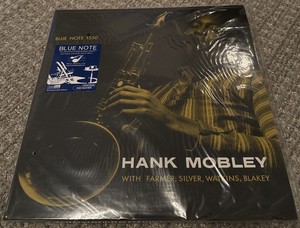 BLUE NOTE 1550
BLUE NOTE
HANK MOBLEY
WITH FARMER, SILVER, WATKINS, BLAKEY